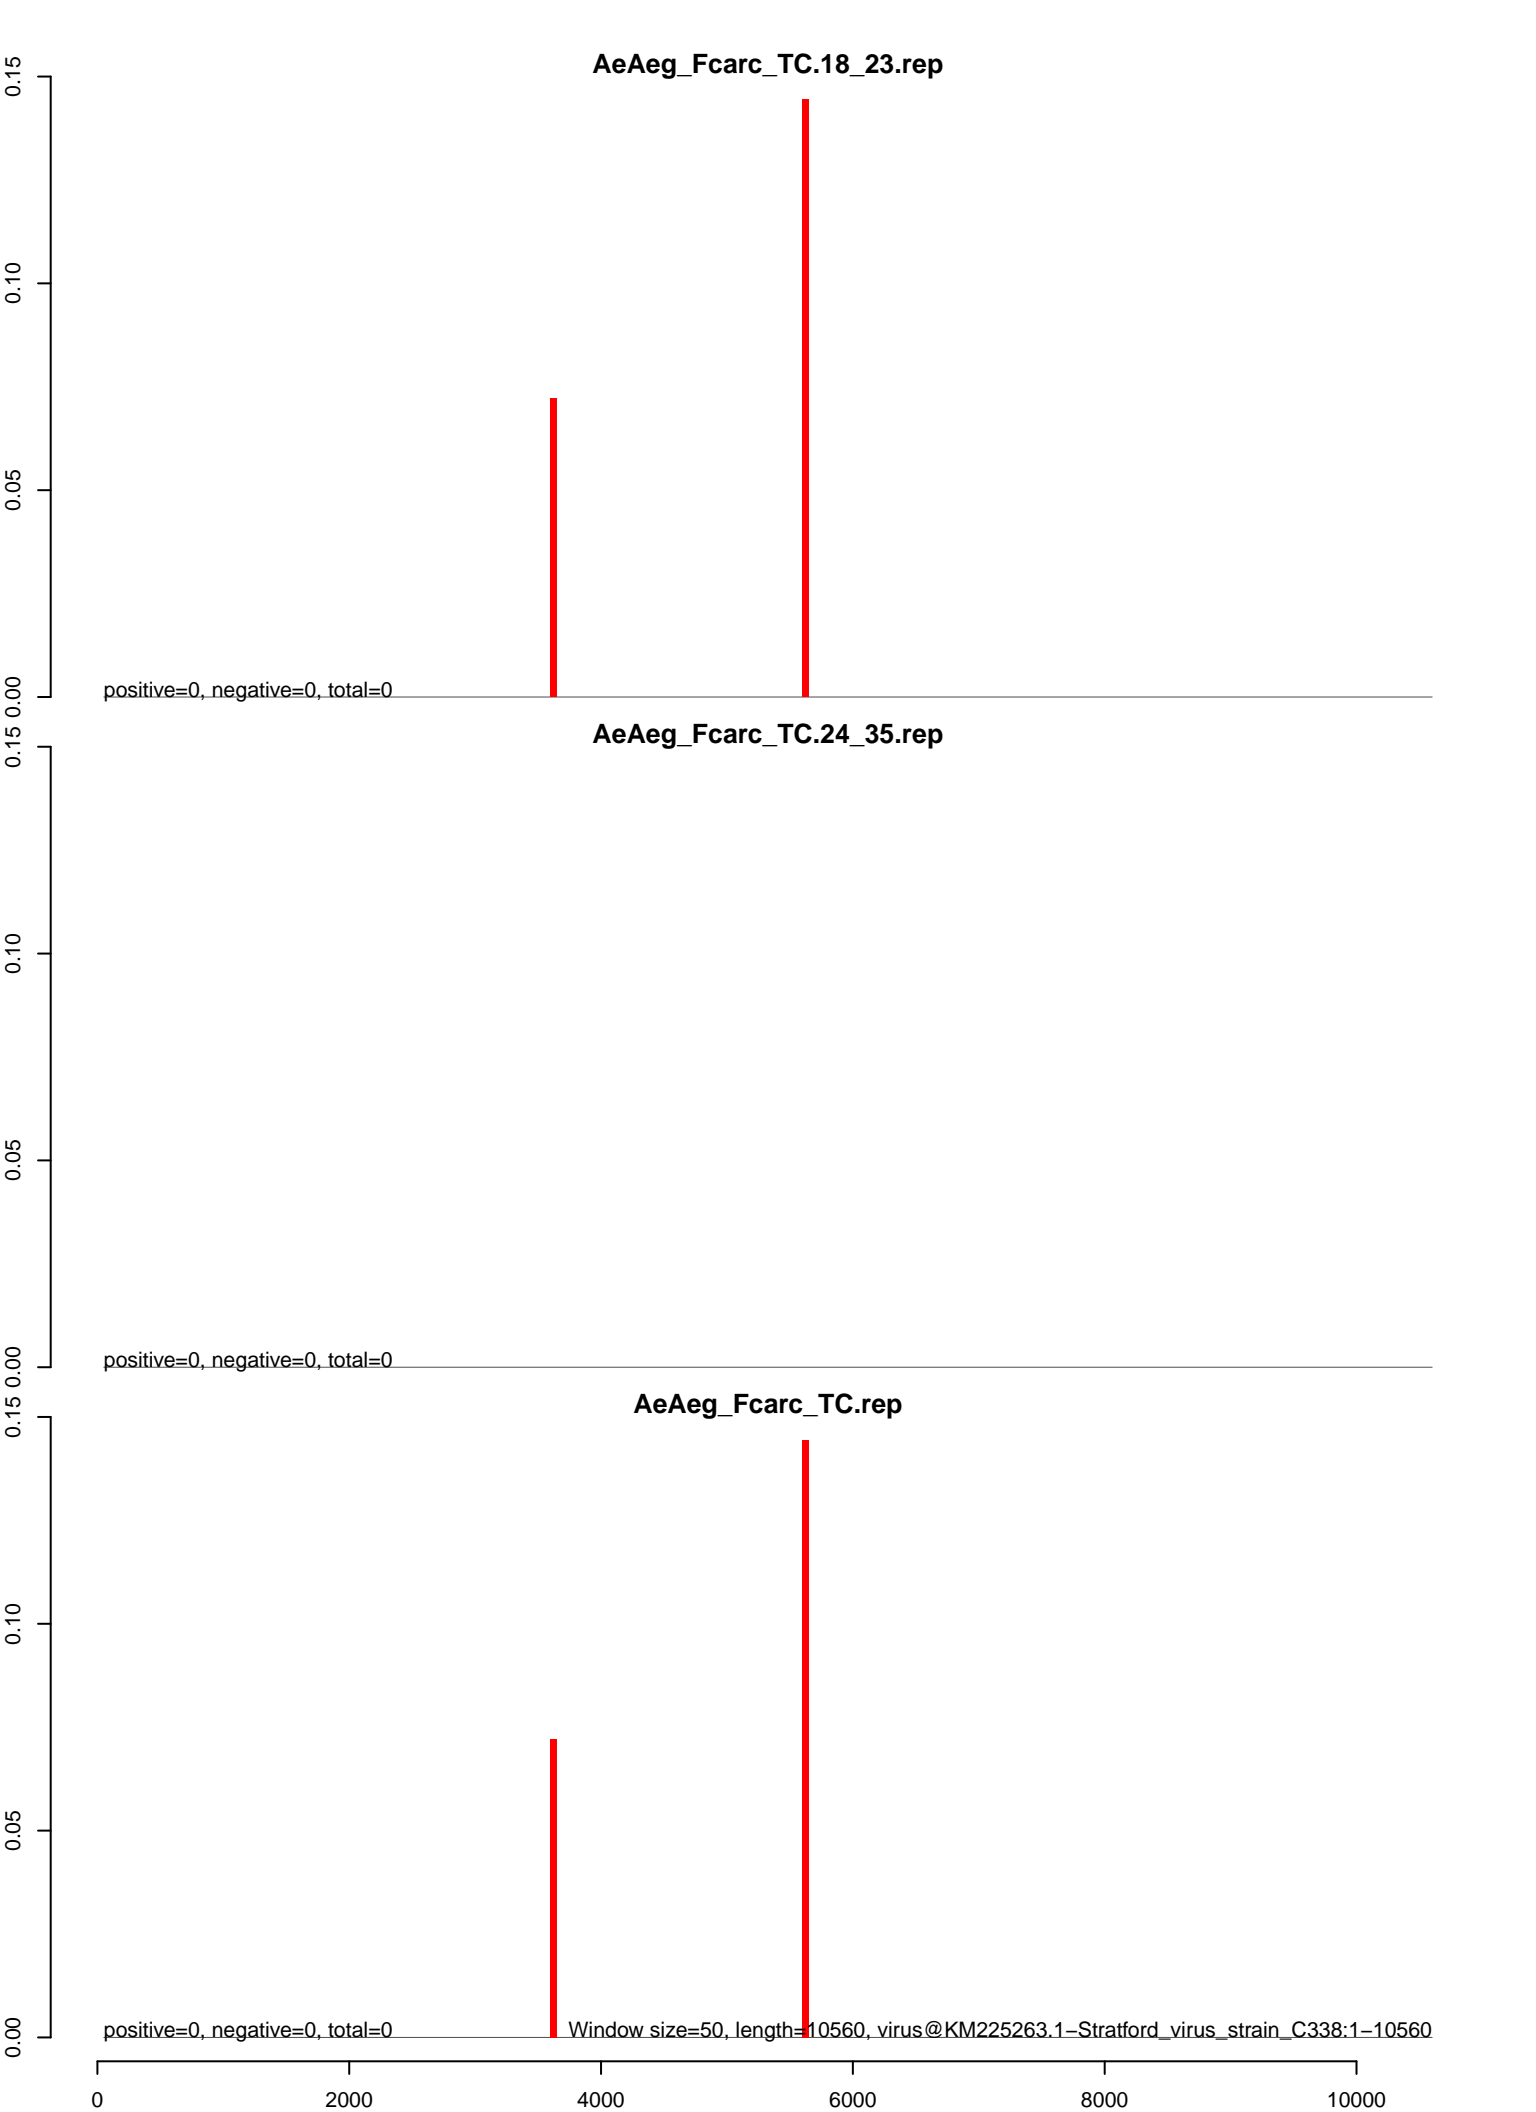 AeAeg_Fcarc_TC.18_23.rep
0.15
0.10
0.05
0.00
positive=0, negative=0, total=0
AeAeg_Fcarc_TC.24_35.rep
0.15
0.10
0.05
0.00
positive=0, negative=0, total=0
AeAeg_Fcarc_TC.rep
0.15
0.10
0.05
0.00
positive=0, negative=0, total=0
Window size=50, length=10560, virus@KM225263.1−Stratford_virus_strain_C338:1−10560
0 2000 4000 6000 8000 10000